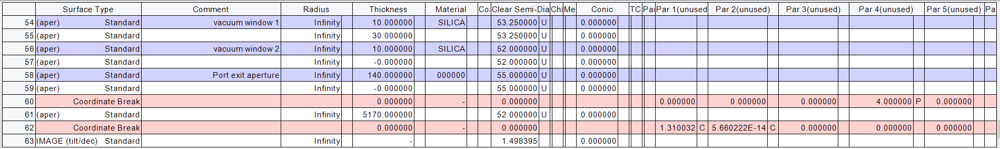 Surface Type Comment Radius Thickness Material Coa Clear Semi-Dia Chi Me Conic TC Par Par 1(unused Par 2(unused) Par 3(unused) Par 4(unused) Par 5(unused) Pa
54 (aper) Standard vacuum window 1 Infinity 10.000000 SILICA 53.250000 U 0.000000
55 (aper) Standard Infinity 30.000000 53.250000 U 0.000000
56 (aper) Standard vacuum window 2 Infinity 10.000000 SILICA 52.000000 U 0.000000
57 (aper) Standard Infinity -0.000000 52.000000 U 0.000000
58 (aper) Standard Port exit aperture Infinity 140.000000 000000 55.000000 U 0.000000
59 (aper) Standard Infinity -0.000000 55.000000 U 0.000000
60 Coordinate Break 0.000000 - 0.000000 0.000000 0.000000 0.000000 4.000000 P 0.000000
61 (aper) Standard Infinity 5170.000000 52.000000 U 0.000000
62 Coordinate Break 0.000000 - 0.000000 1.310032 C 5.660222E-14 C 0.000000 0.000000 0.000000
63 IMAGE (tilt/dec) Standard Infinity - 1.498395 0.000000